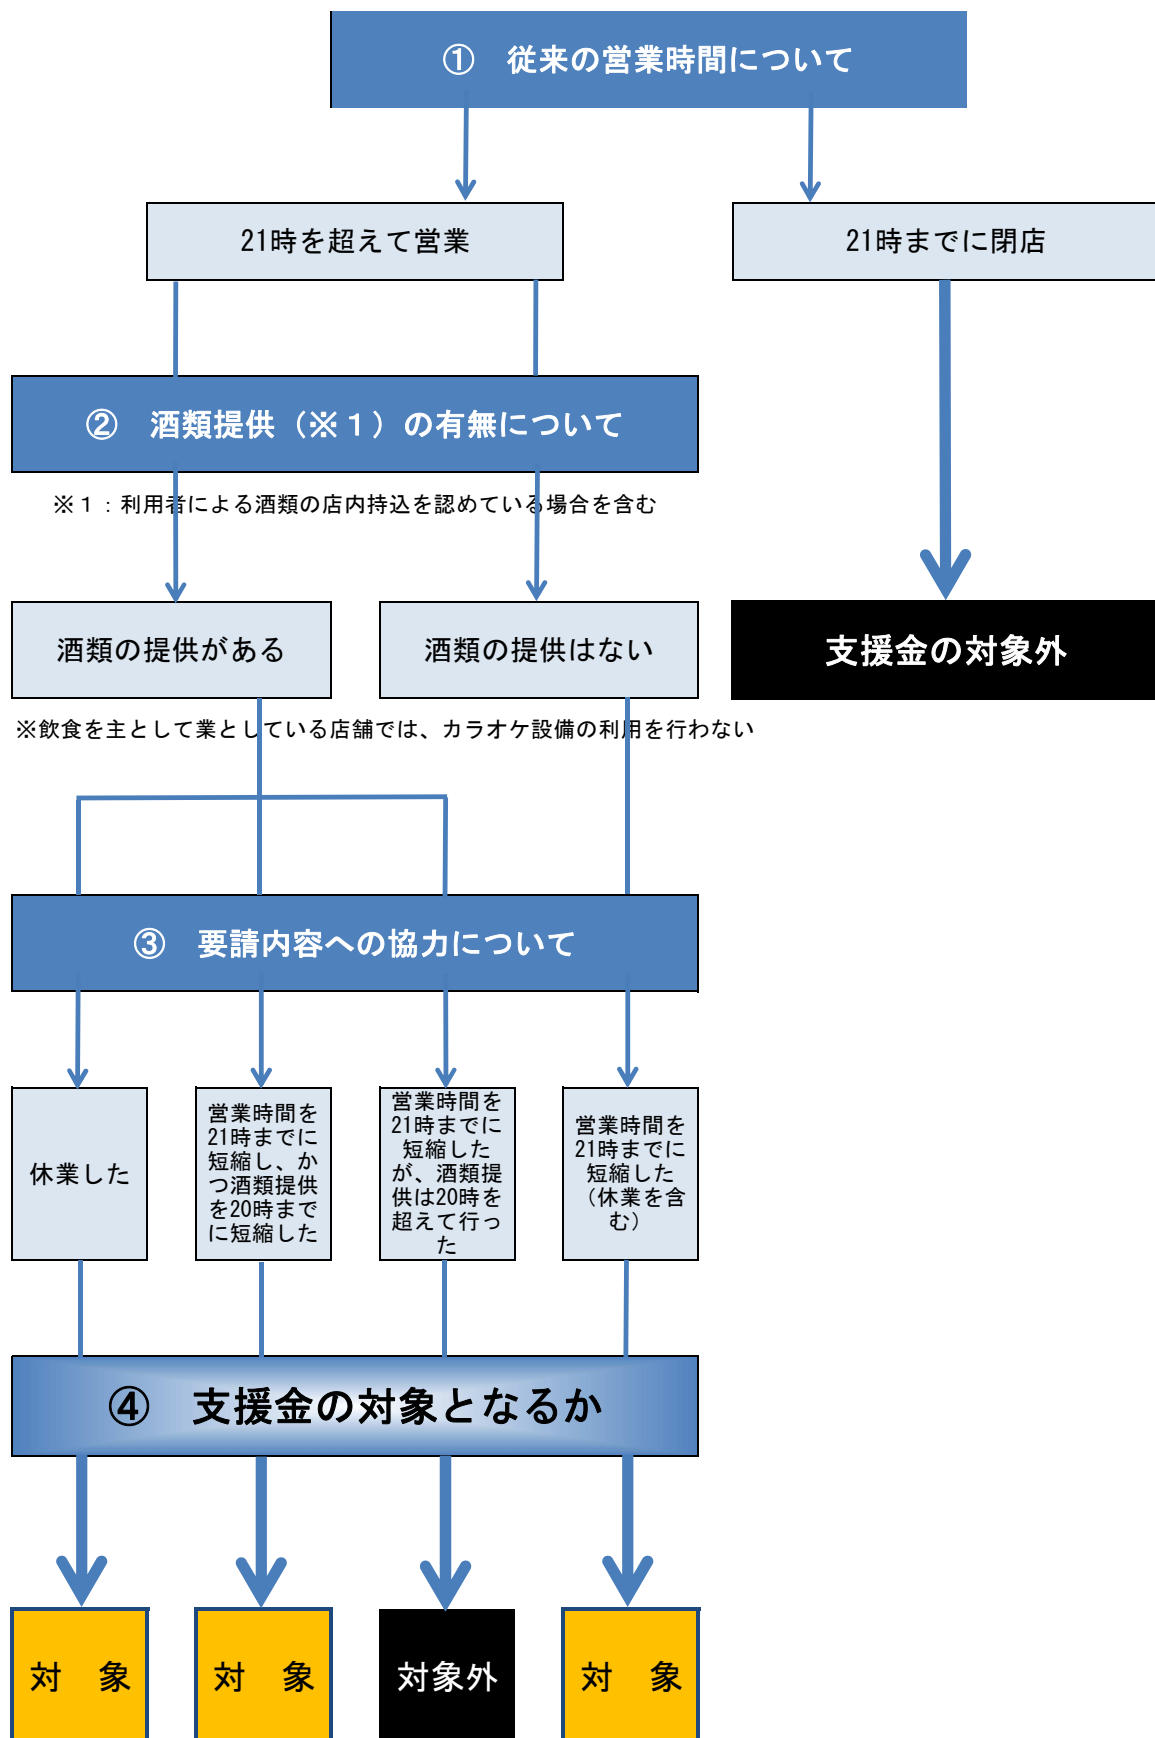 ① 従来の営業時間について
21時を超えて営業
21時までに閉店
② 酒類提供（※１）の有無について
※１：利用者による酒類の店内持込を認めている場合を含む
酒類の提供がある
酒類の提供はない
支援金の対象外
※飲食を主として業としている店舗では、カラオケ設備の利用を行わない
③ 要請内容への協力について
休業した
営業時間を
21時までに
短縮し、か
つ酒類提供
を20時まで
に短縮した
営業時間を
21時までに
短縮した
が、酒類提
供は20時を
超えて行っ
た
営業時間を
21時までに
短縮した
（休業を含
む）
④ 支援金の対象となるか
対　象
対　象
対象外
対　象